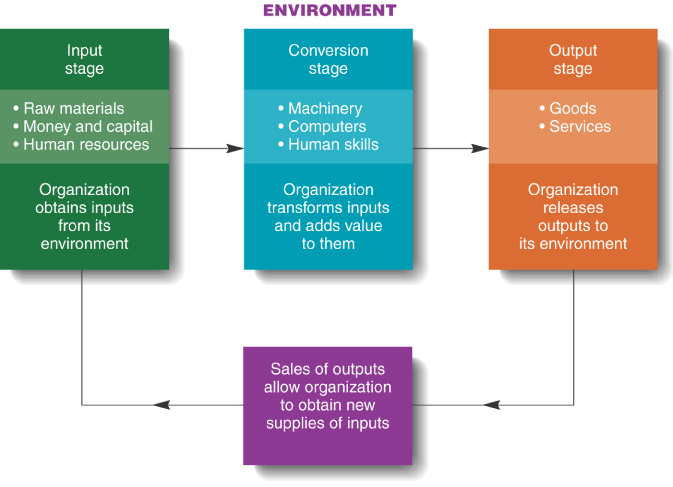 ENVIRONMENT
Input
stage
• Raw materials
• Money and capital
• Human resources
Organization
obtains inputs
from its
environment
Conversion
stage
• Machinery
• Computers
• Human skills
Organization
transforms inputs
and adds value
to them
Output
stage
• Goods
• Services
Organization
releases
outputs to
its environment
Sales of outputs
allow organization
to obtain new
supplies of inputs